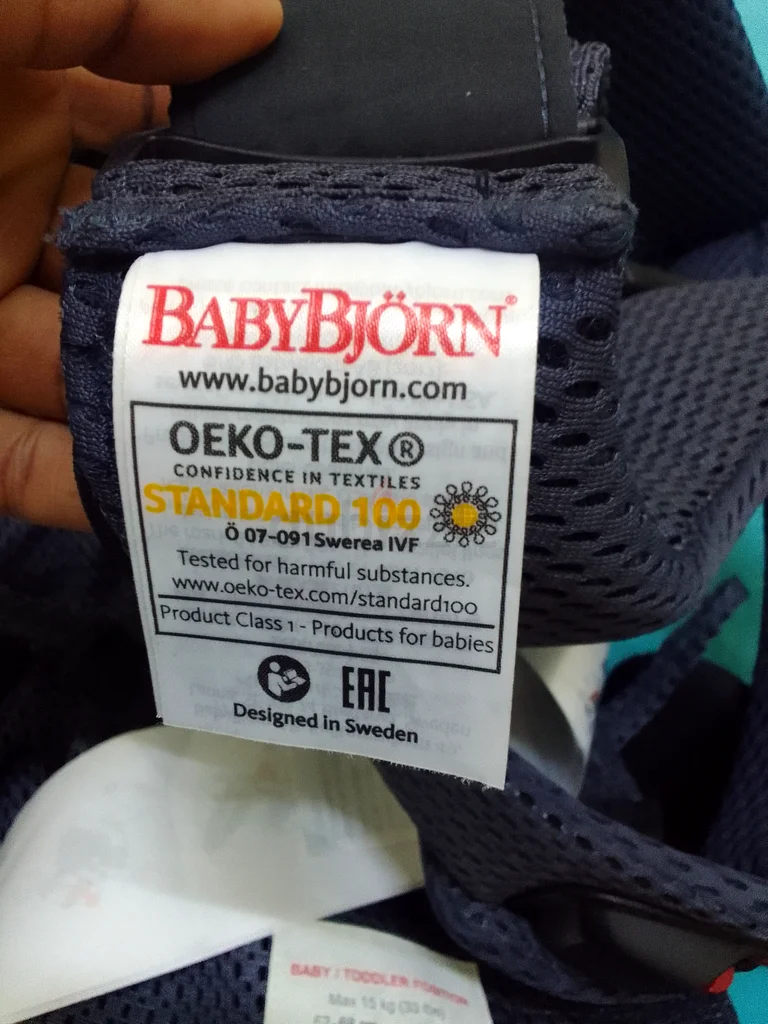 BABYBJÖRN®
www.babybjorn.com
OEKO-TEX®
CONFIDENCE IN TEXTILES
STANDARD 100
Ö 07-091 Swerea IVF
Tested for harmful substances.
www.oeko-tex.com/standard100
Product Class 1 - Products for babies
EAC
Designed in Sweden
BABY / TODDLER POSITION
Max 15 kg (33 lbs)